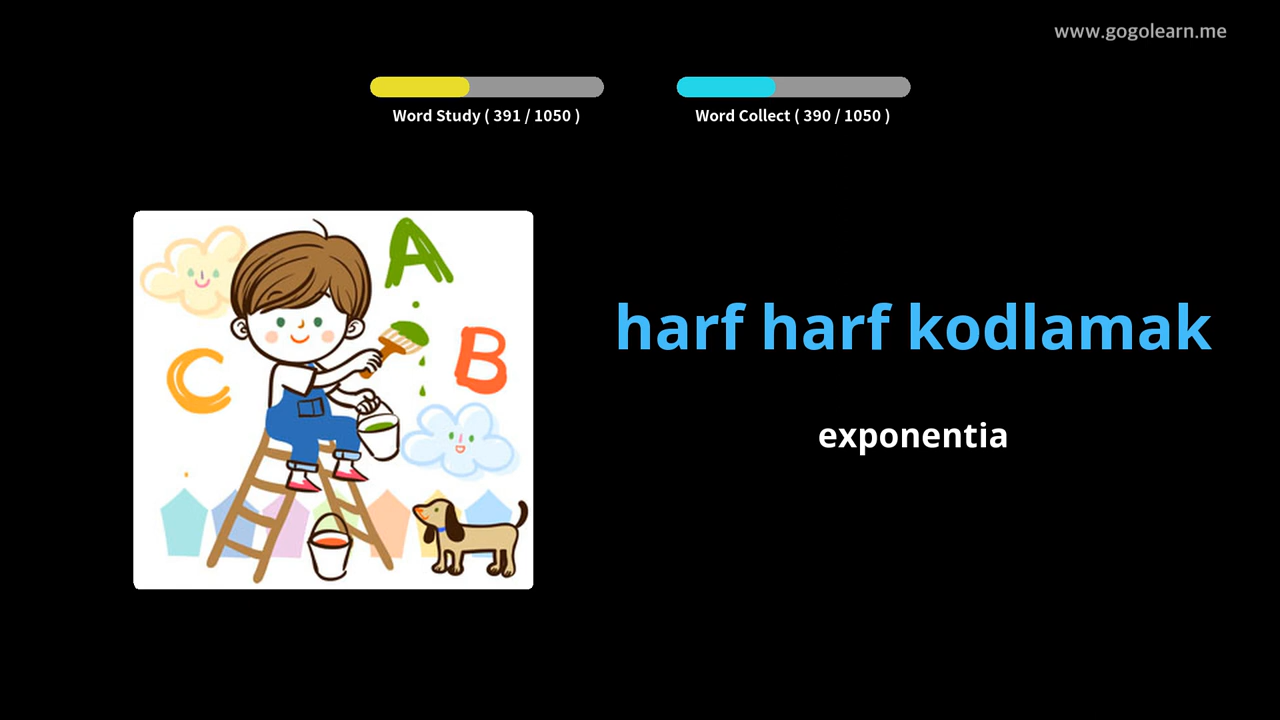 www.gogolearn.me
Word Study ( 391 / 1050 )
Word Collect ( 390 / 1050 )
A
B
C
harf harf kodlamak
exponentia